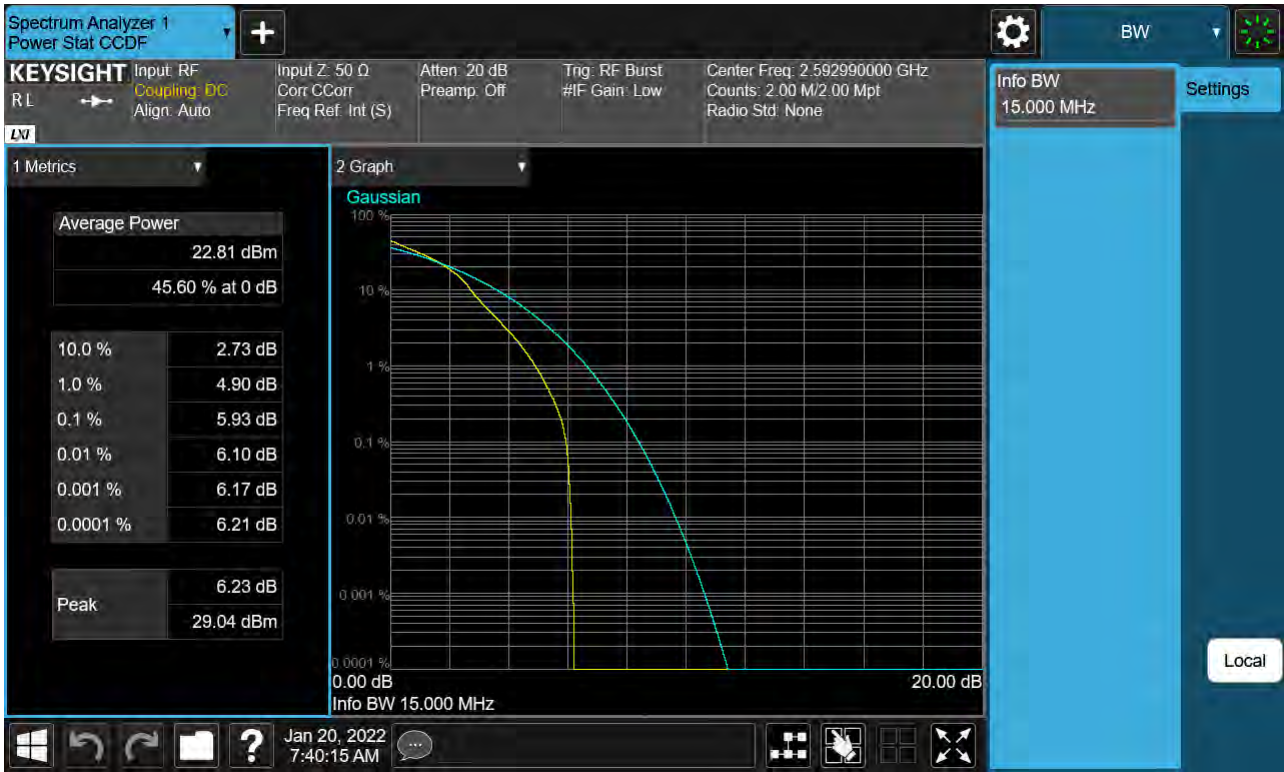 Spectrum Analyzer 1
Power Stat CCDF
+
BW
KEYSIGHT
RL
LXI
Input: RF
Coupling: DC
Align: Auto
Input Z: 50 Ω
Corr CCorr
Freq Ref: Int (S)
Atten: 20 dB
Preamp: Off
Trig: RF Burst
#IF Gain: Low
Center Freq: 2.592990000 GHz
Counts: 2.00 M/2.00 Mpt
Radio Std: None
Info BW
15.000 MHz
Settings
1 Metrics
Average Power
22.81 dBm
45.60 % at 0 dB
10.0 % 2.73 dB
1.0 % 4.90 dB
0.1 % 5.93 dB
0.01 % 6.10 dB
0.001 % 6.17 dB
0.0001 % 6.21 dB
Peak
6.23 dB
29.04 dBm
2 Graph
Gaussian
100 %
10 %
1 %
0.1 %
0.01 %
0.001 %
0.0001 %
0.00 dB 20.00 dB
Info BW 15.000 MHz
Local
?
Jan 20, 2022
7:40:15 AM